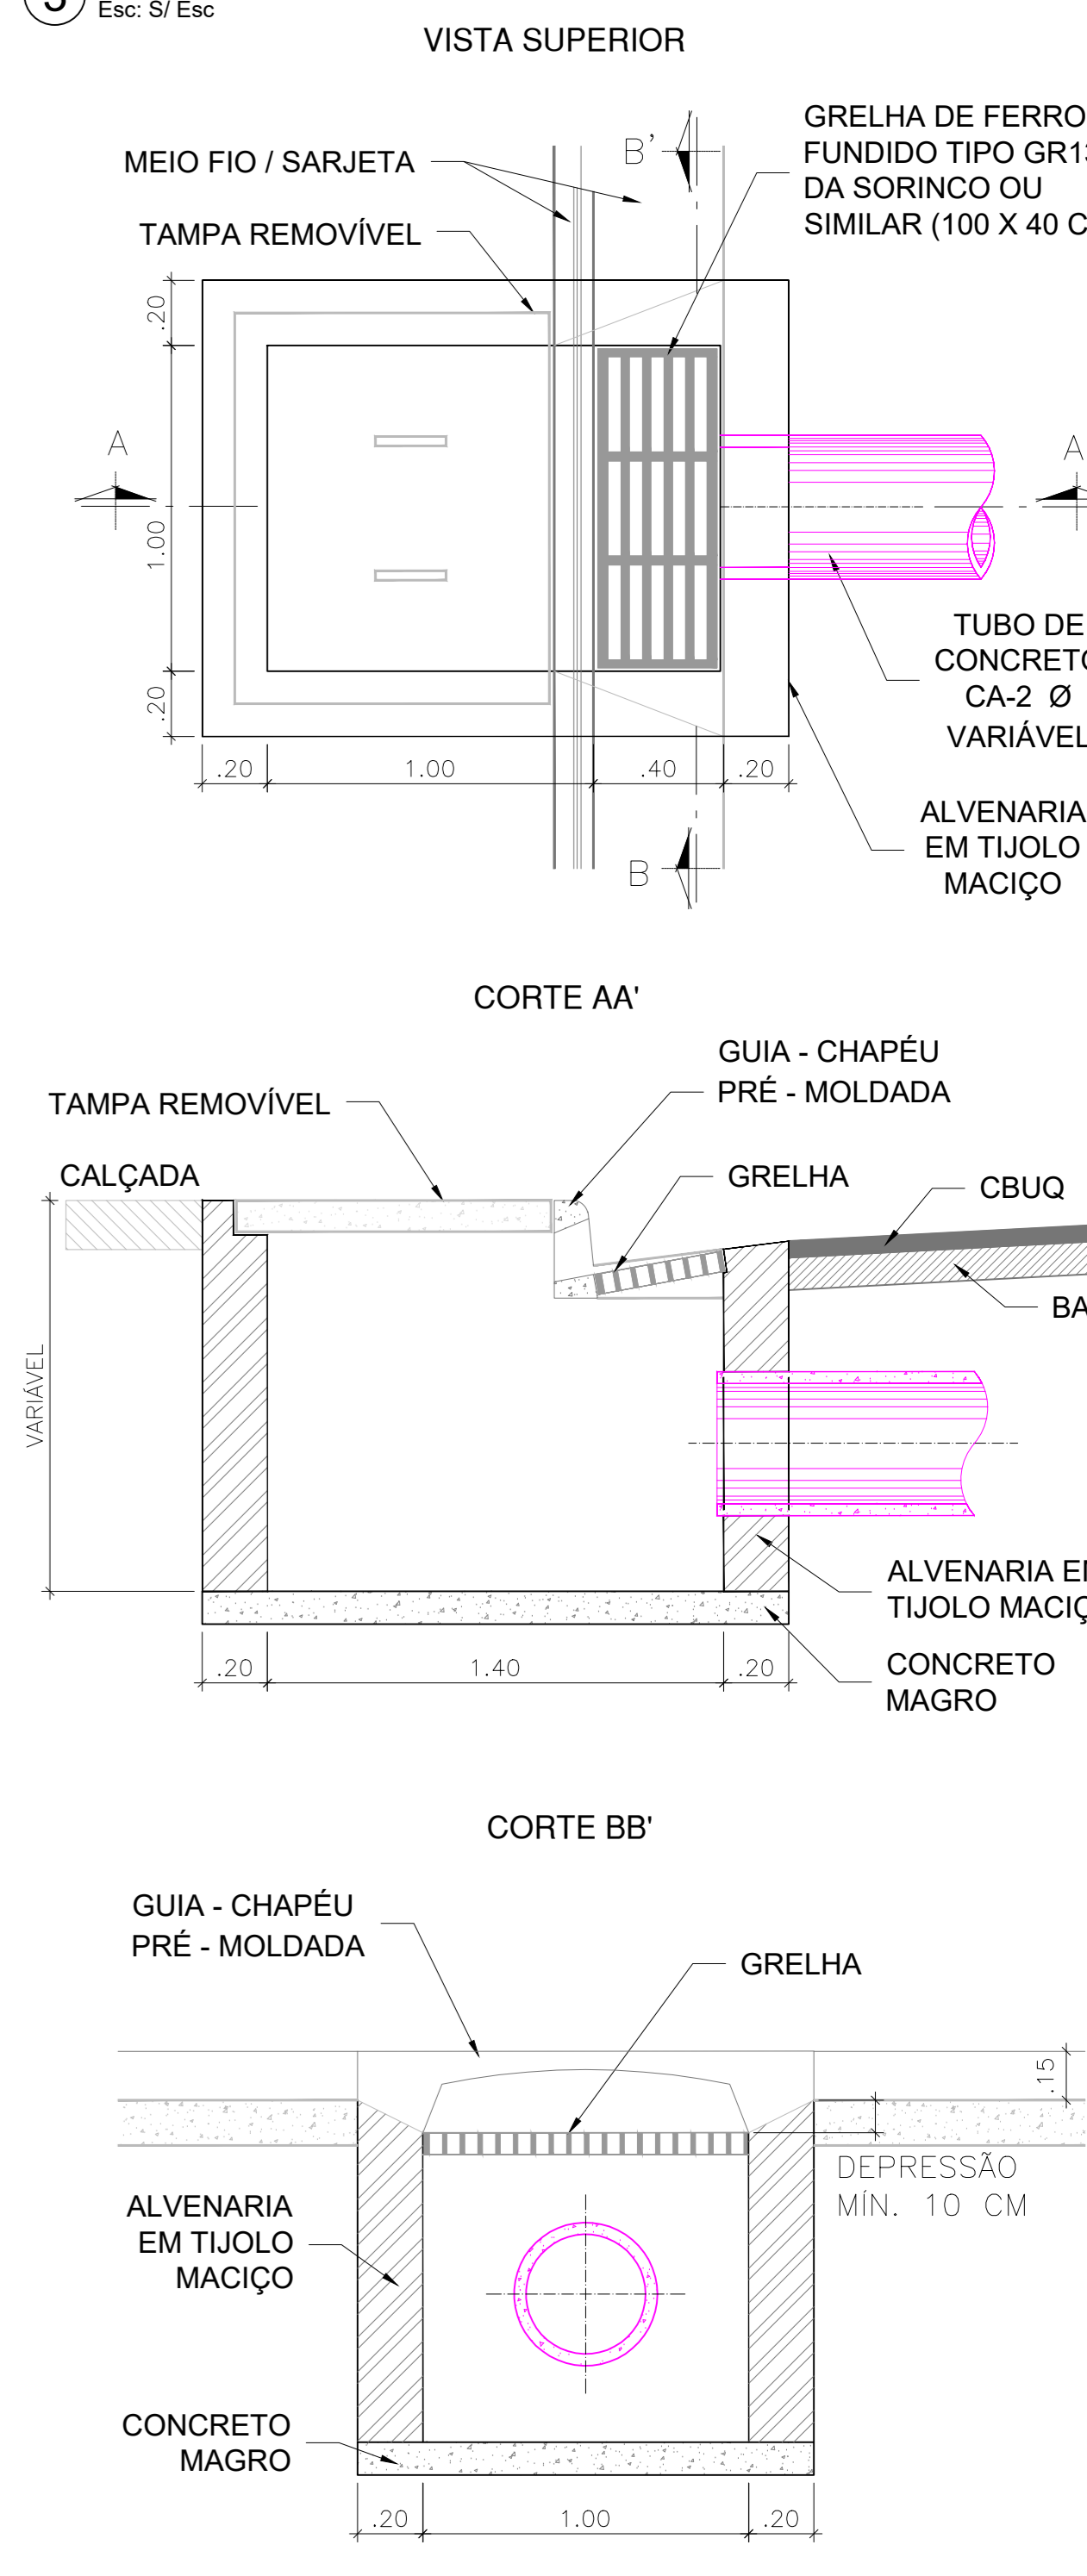 Esc: S/ Esc
VISTA SUPERIOR
GRELHA DE FERRO
FUNDIDO TIPO
DA SORINCO OU
SIMILAR (100 X 40
MEIO FIO / SARJETA
TAMPA REMOVÍVEL
B'
.20
A
A
1.00
.20
TUBO DE
CONCRETO
CA-2 Ø
VARIÁVEL
.20
1.00
.40
.20
ALVENARIA
EM TIJOLO
MACIÇO
B
CORTE AA'
GUIA - CHAPÉU
PRÉ - MOLDADA
TAMPA REMOVÍVEL
CALÇADA
GRELHA
CBUQ
VARIÁVEL
ALVENARIA
TIJOLO
CONCRETO
MAGRO
.20
1.40
.20
CORTE BB'
GUIA - CHAPÉU
PRÉ - MOLDADA
GRELHA
.15
DEPRESSÃO
MÍN. 10 CM
ALVENARIA
EM TIJOLO
MACIÇO
CONCRETO
MAGRO
.20
1.00
.20